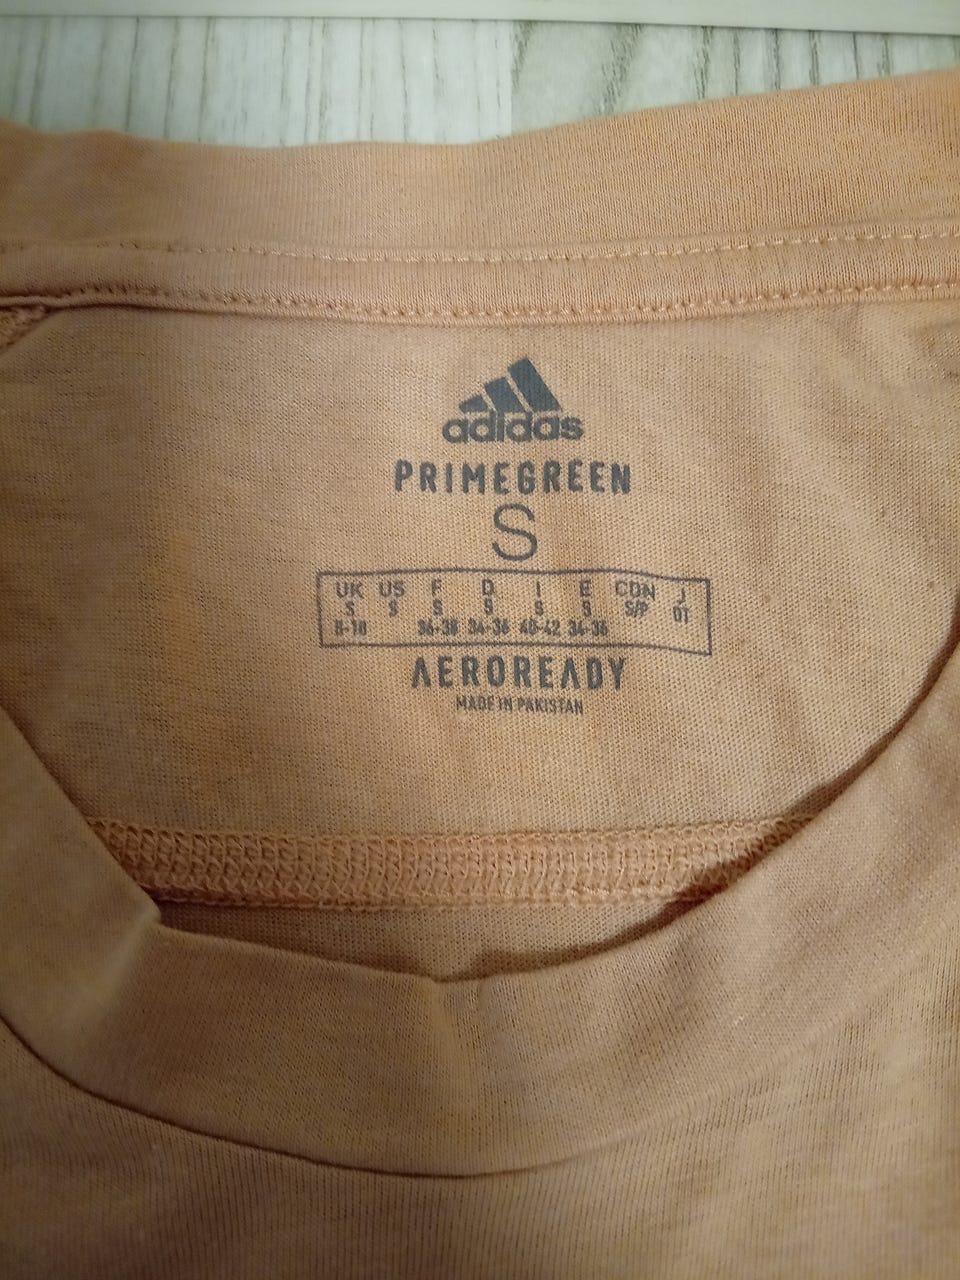 adidas
PRIMEGREEN
S
UK US F D I E CDN J
S S S S S S S/P 01
8-10 36-38 34-36 40-42 34-36
AEROREADY
MADE IN PAKISTAN